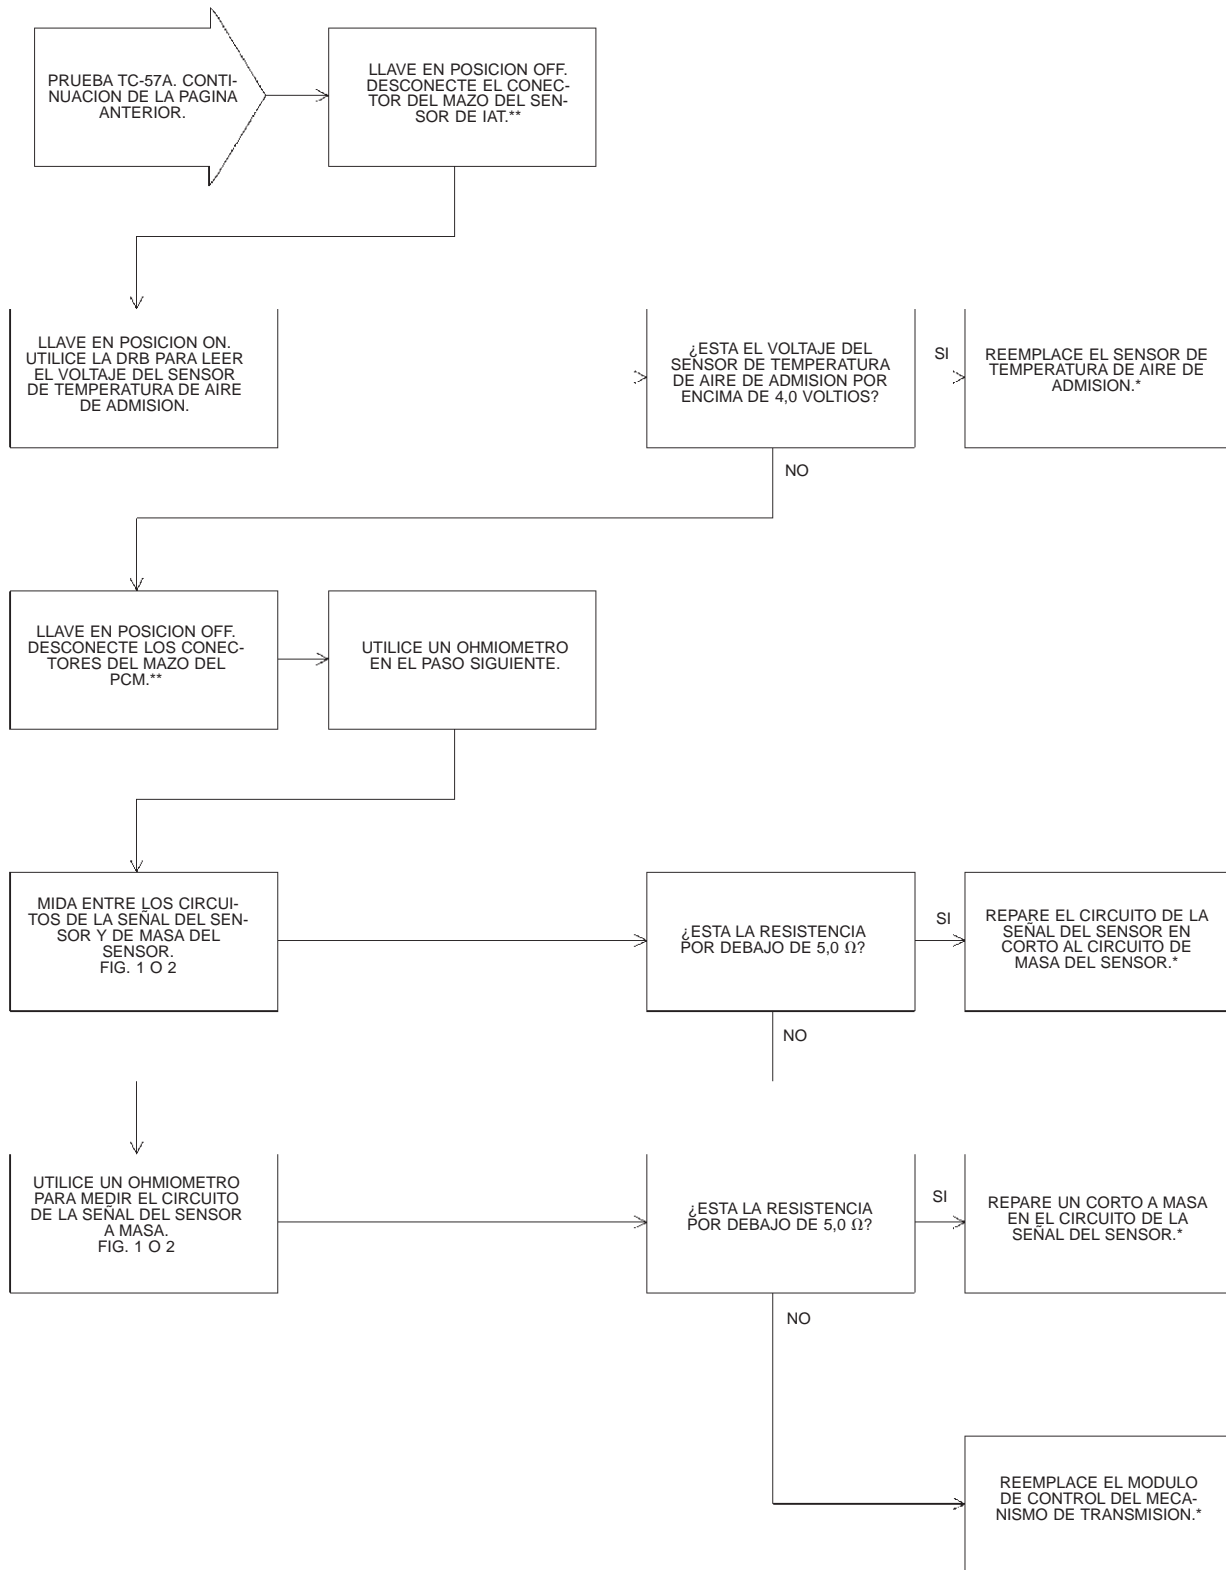 PRUEBA TC-57A. CONTI-
NUACION DE LA PAGINA
ANTERIOR.
LLAVE EN POSICION OFF.
DESCONECTE EL CONEC-
TOR DEL MAZO DEL SEN-
SOR DE IAT.**
LLAVE EN POSICION ON.
UTILICE LA DRB PARA LEER
EL VOLTAJE DEL SENSOR
DE TEMPERATURA DE AIRE
DE ADMISION.
¿ESTA EL VOLTAJE DEL
SENSOR DE TEMPERATURA
DE AIRE DE ADMISION POR
ENCIMA DE 4,0 VOLTIOS?
SI
REEMPLACE EL SENSOR DE
TEMPERATURA DE AIRE DE
ADMISION.*
NO
LLAVE EN POSICION OFF.
DESCONECTE LOS CONEC-
TORES DEL MAZO DEL
PCM.**
UTILICE UN OHMIOMETRO
EN EL PASO SIGUIENTE.
MIDA ENTRE LOS CIRCUI-
TOS DE LA SEÑAL DEL SEN-
SOR Y DE MASA DEL
SENSOR.
FIG. 1 O 2
¿ESTA LA RESISTENCIA
POR DEBAJO DE 5,0 Ω?
SI
REPARE EL CIRCUITO DE LA
SEÑAL DEL SENSOR EN
CORTO AL CIRCUITO DE
MASA DEL SENSOR.*
NO
UTILICE UN OHMIOMETRO
PARA MEDIR EL CIRCUITO
DE LA SEÑAL DEL SENSOR
A MASA.
FIG. 1 O 2
¿ESTA LA RESISTENCIA
POR DEBAJO DE 5,0 Ω?
SI
REPARE UN CORTO A MASA
EN EL CIRCUITO DE LA
SEÑAL DEL SENSOR.*
NO
REEMPLACE EL MODULO
DE CONTROL DEL MECA-
NISMO DE TRANSMISION.*